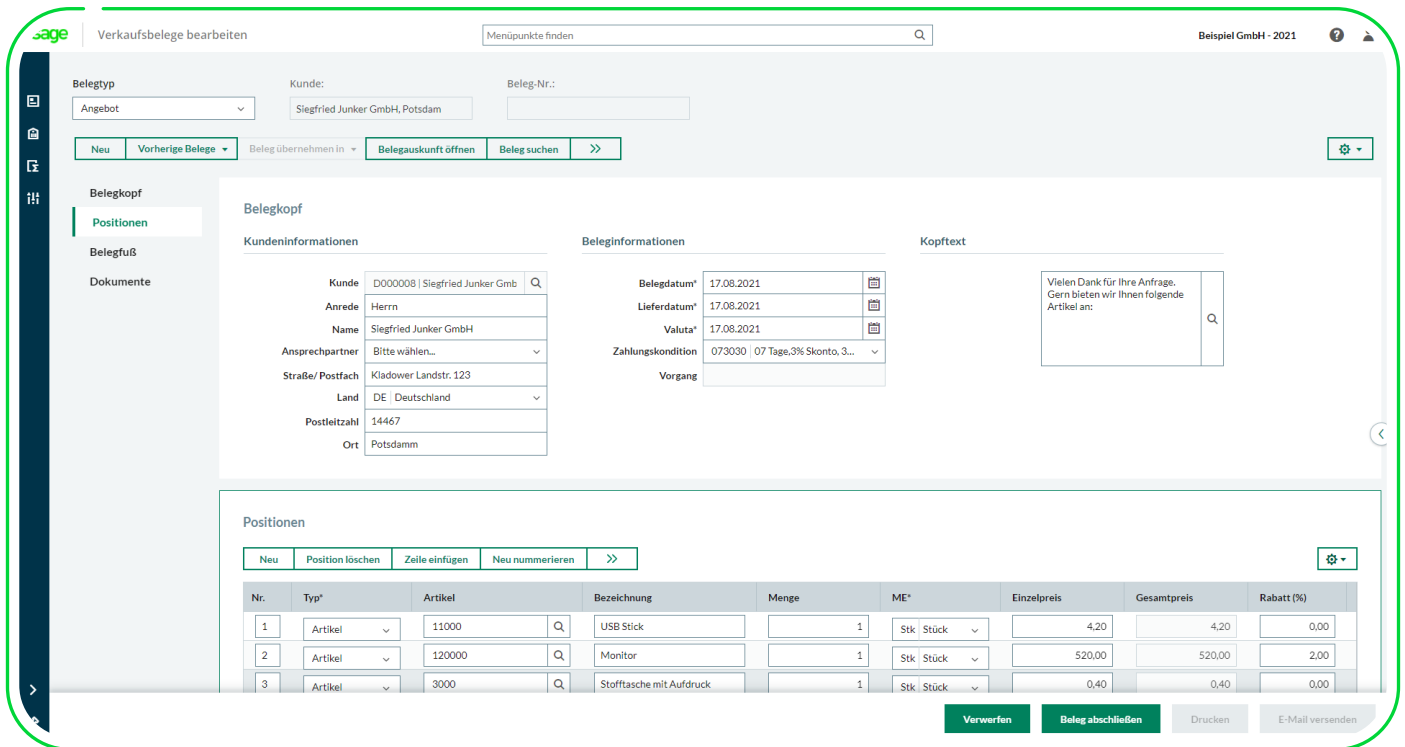 sage Verkaufsbelege bearbeiten Menüpunkte finden Beispiel GmbH - 2021
Belegtyp Kunde: Beleg-Nr.:
Angebot Siegfried Junker GmbH, Potsdam
Neu Vorherige Belege Beleg übernehmen in Belegauskunft öffnen Beleg suchen
Belegkopf
Positionen
Belegfuß
Dokumente
Belegkopf
Kundeninformationen
Kunde D000008 | Siegfried Junker Gmb
Anrede Herrn
Name Siegfried Junker GmbH
Ansprechpartner Bitte wählen...
Straße/ Postfach Kladower Landstr. 123
Land DE | Deutschland
Postleitzahl 14467
Ort Potsdamm
Beleginformationen
Belegdatum* 17.08.2021
Lieferdatum* 17.08.2021
Valuta* 17.08.2021
Zahlungskondition 073030 | 07 Tage,3% Skonto, 3...
Vorgang
Kopftext
Vielen Dank für Ihre Anfrage.
Gern bieten wir Ihnen folgende
Artikel an:
Positionen
Neu Position löschen Zeile einfügen Neu nummerieren
Nr. Typ* Artikel Bezeichnung Menge ME* Einzelpreis Gesamtpreis Rabatt (%)
1 Artikel 11000 USB Stick 1 Stk | Stück 4,20 4,20 0,00
2 Artikel 120000 Monitor 1 Stk | Stück 520,00 520,00 2,00
3 Artikel 3000 Stofftasche mit Aufdruck 1 Stk | Stück 0,40 0,40 0,00
Verwerfen Beleg abschließen Drucken E-Mail versenden